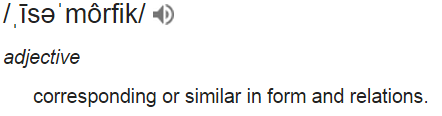 /ˌīsəˈmôrfik/
adjective
corresponding or similar in form and relations.